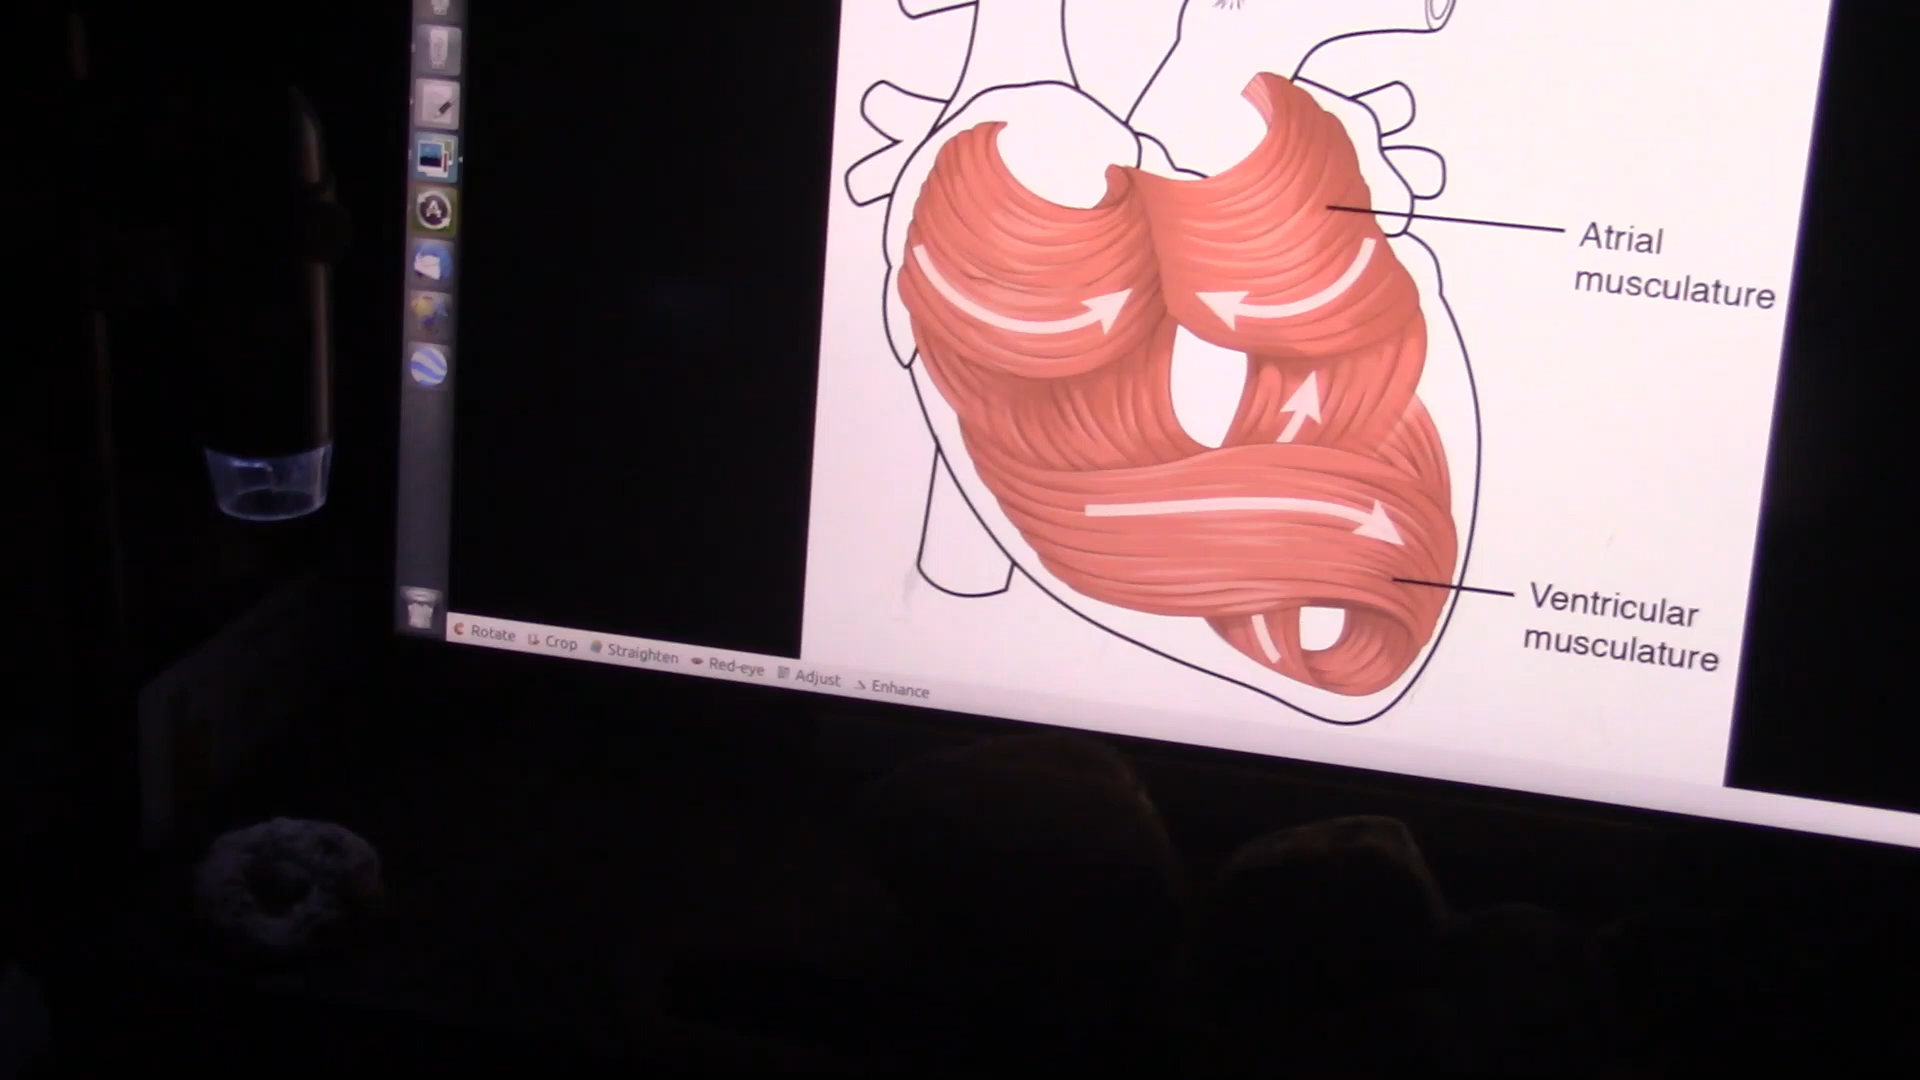 Atrial
musculature
Ventricular
musculature
Rotate Crop Straighten Red-eye Adjust Enhance